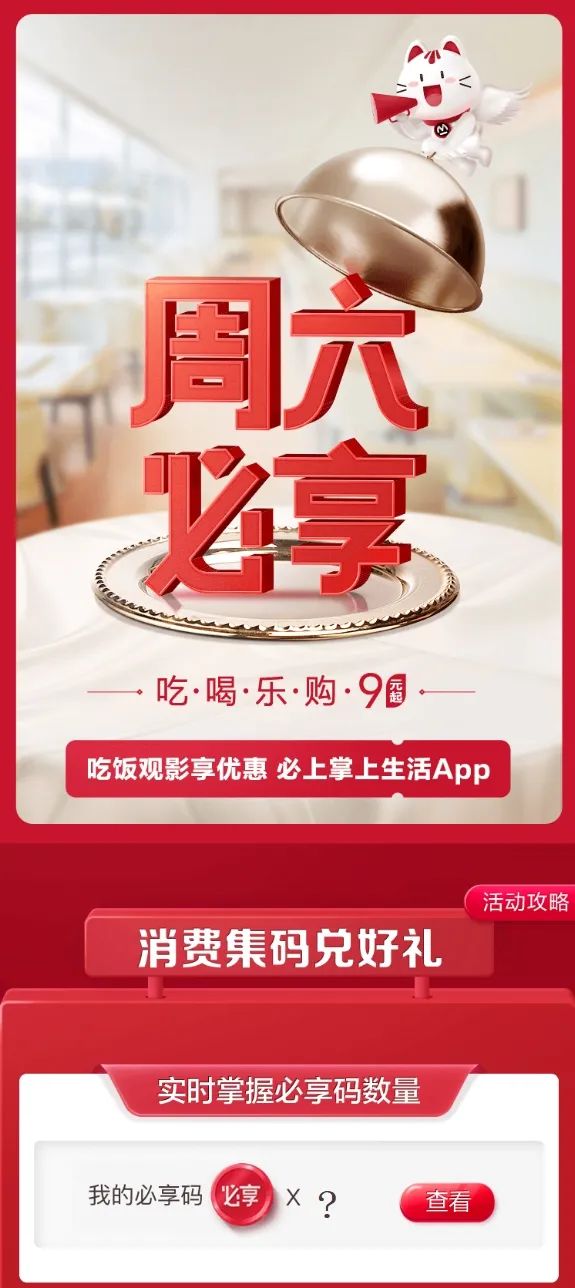 周六
必享
吃·喝·乐·购·9元起
吃饭观影享优惠 必上掌上生活App
活动攻略
消费集码兑好礼
实时掌握必享码数量
我的必享码 必享 X ? 查看